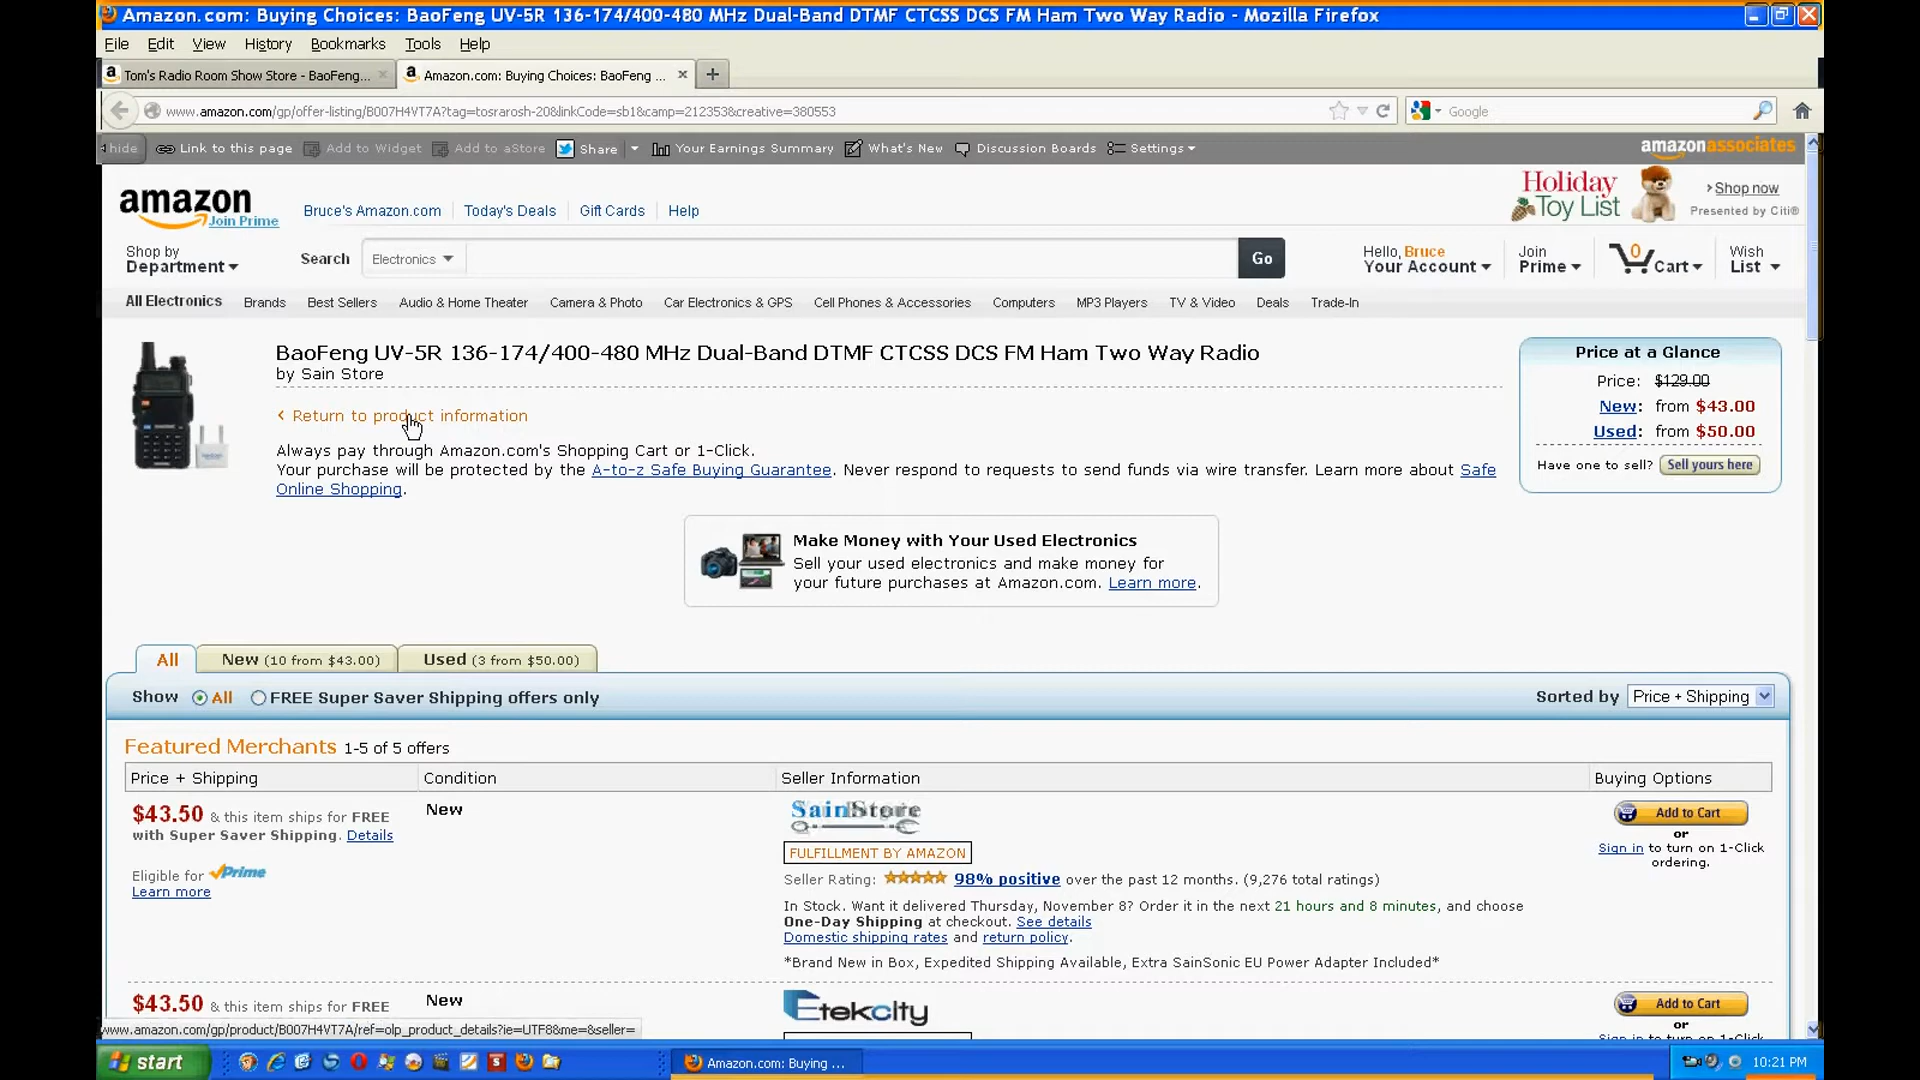 Amazon.com: Buying Choices: BaoFeng UV-5R 136-174/400-480 MHz Dual-Band DTMF CTCSS DCS FM Ham Two Way Radio - Mozilla Firefox
File Edit View History Bookmarks Tools Help
Tom's Radio Room Show Store - BaoFeng... Amazon.com: Buying Choices: BaoFeng ...
www.amazon.com/gp/offer-listing/B007H4VT7A?tag=tosrarosh-20&linkCode=sb1&camp=212353&creative=380553 Google
hide Link to this page Add to Widget Add to aStore Share Your Earnings Summary What's New Discussion Boards Settings amazonassociates
amazon Join Prime Bruce's Amazon.com Today's Deals Gift Cards Help Holiday Toy List Shop now
Presented by Citi®
Shop by Department Search Electronics Go Hello, Bruce Your Account Join Prime 0 Cart Wish List
All Electronics Brands Best Sellers Audio & Home Theater Camera & Photo Car Electronics & GPS Cell Phones & Accessories Computers MP3 Players TV & Video Deals Trade-In
BaoFeng UV-5R 136-174/400-480 MHz Dual-Band DTMF CTCSS DCS FM Ham Two Way Radio
by Sain Store
‹ Return to product information
Always pay through Amazon.com's Shopping Cart or 1-Click.
Your purchase will be protected by the A-to-z Safe Buying Guarantee. Never respond to requests to send funds via wire transfer. Learn more about Safe
Online Shopping.
Price at a Glance
Price: $129.00
New: from $43.00
Used: from $50.00
Have one to sell? Sell yours here
Make Money with Your Used Electronics
Sell your used electronics and make money for
your future purchases at Amazon.com. Learn more.
All New (10 from $43.00) Used (3 from $50.00)
Show All FREE Super Saver Shipping offers only Sorted by Price + Shipping
Featured Merchants 1-5 of 5 offers
Price + Shipping Condition Seller Information Buying Options
$43.50 & this item ships for FREE
with Super Saver Shipping. Details
Eligible for Prime
Learn more
New
SainStore
FULFILLMENT BY AMAZON
Seller Rating: 98% positive over the past 12 months. (9,276 total ratings)
In Stock. Want it delivered Thursday, November 8? Order it in the next 21 hours and 8 minutes, and choose
One-Day Shipping at checkout. See details
Domestic shipping rates and return policy.
*Brand New in Box, Expedited Shipping Available, Extra SainSonic EU Power Adapter Included*
Add to Cart
or
Sign in to turn on 1-Click
ordering.
$43.50 & this item ships for FREE New Etekcity Add to Cart
or
Sign in to turn on 1-Click
www.amazon.com/gp/product/B007H4VT7A/ref=olp_product_details?ie=UTF8&me=&seller=
start Amazon.com: Buying ... 10:21 PM